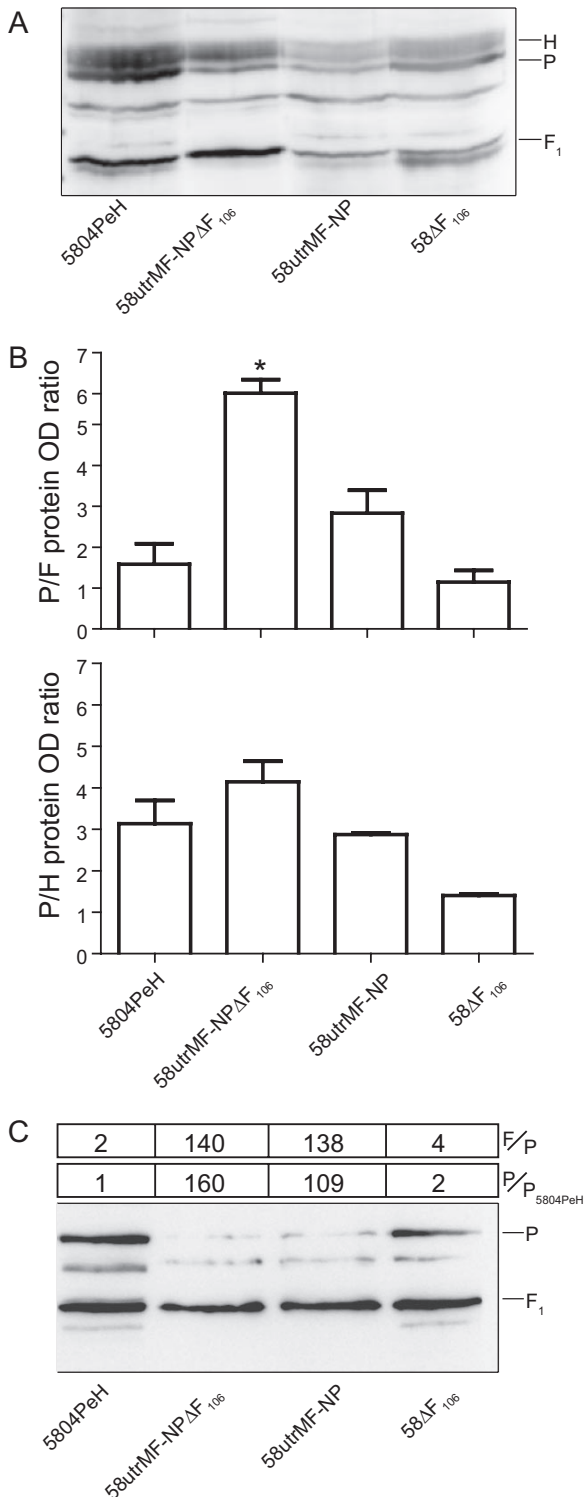 A
H
P
F₁
5804PeH
58utrMF-NPΔF₁₀₆
58utrMF-NP
58ΔF₁₀₆
B
P/F protein OD ratio
7
6
5
4
3
2
1
0
*
P/H protein OD ratio
7
6
5
4
3
2
1
0
5804PeH
58utrMF-NPΔF₁₀₆
58utrMF-NP
58ΔF₁₀₆
C
2 140 138 4 F/P
1 160 109 2 P/P₅₈₀₄PeH
P
F₁
5804PeH
58utrMF-NPΔF₁₀₆
58utrMF-NP
58ΔF₁₀₆